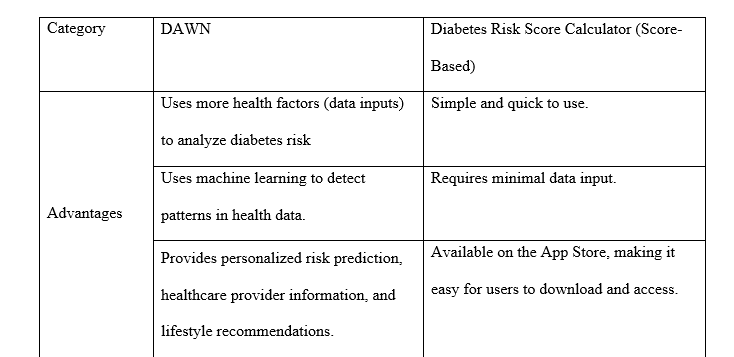 Category
DAWN
Diabetes Risk Score Calculator (Score-
Based)
Advantages
Uses more health factors (data inputs)
to analyze diabetes risk
Simple and quick to use.
Uses machine learning to detect
patterns in health data.
Requires minimal data input.
Provides personalized risk prediction,
healthcare provider information, and
lifestyle recommendations.
Available on the App Store, making it
easy for users to download and access.